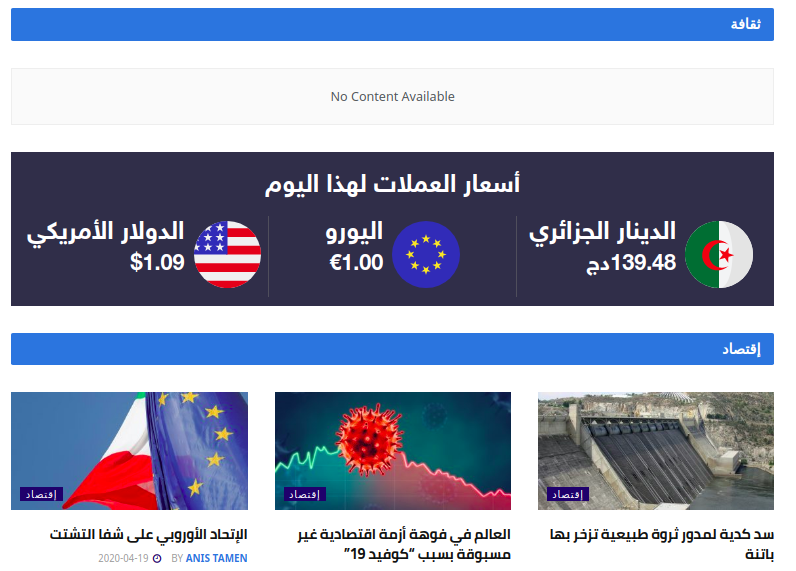 ثقافة
No Content Available
أسعار العملات لهذا اليوم
الدينار الجزائري
139.48دج
اليورو
€1.00
الدولار الأمريكي
$1.09
إقتصاد
إقتصاد
سد كدية لمدور ثروة طبيعية تزخر بها
باتنة
إقتصاد
العالم في فوهة أزمة اقتصادية غير
مسبوقة بسبب “كوفيد 19”
إقتصاد
الإتحاد الأوروبي على شفا التشتت
BY ANIS TAMEN 2020-04-19